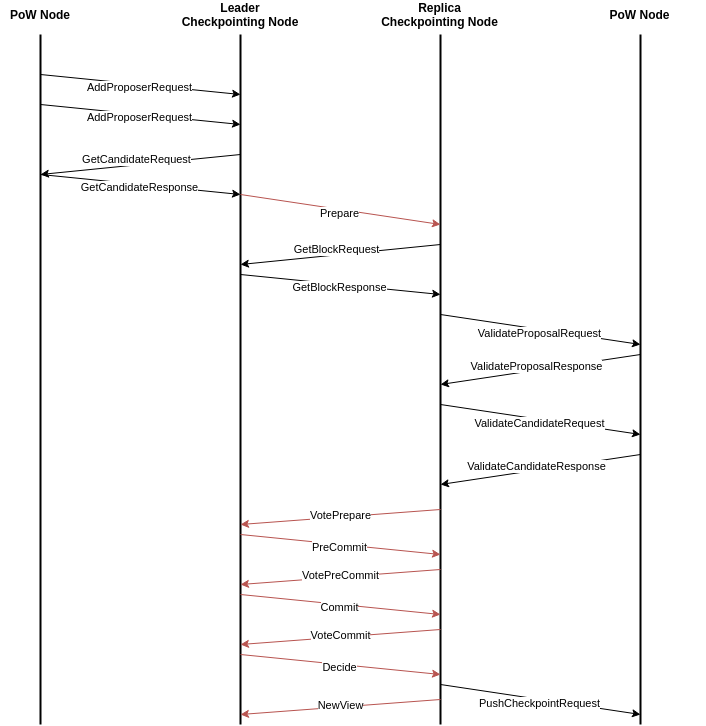 PoW Node
Leader
Checkpointing Node
Replica
Checkpointing Node
PoW Node
AddProposerRequest
AddProposerRequest
GetCandidateRequest
GetCandidateResponse
Prepare
GetBlockRequest
GetBlockResponse
ValidateProposalRequest
ValidateProposalResponse
ValidateCandidateRequest
ValidateCandidateResponse
VotePrepare
PreCommit
VotePreCommit
Commit
VoteCommit
Decide
PushCheckpointRequest
NewView